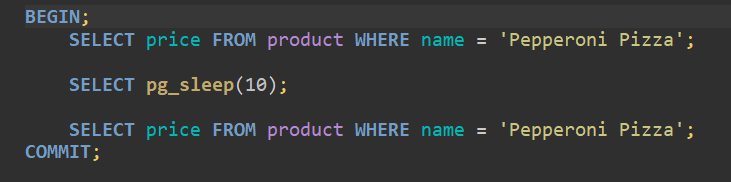 BEGIN;
SELECT price FROM product WHERE name = 'Pepperoni Pizza';
SELECT pg_sleep(10);
SELECT price FROM product WHERE name = 'Pepperoni Pizza';
COMMIT;